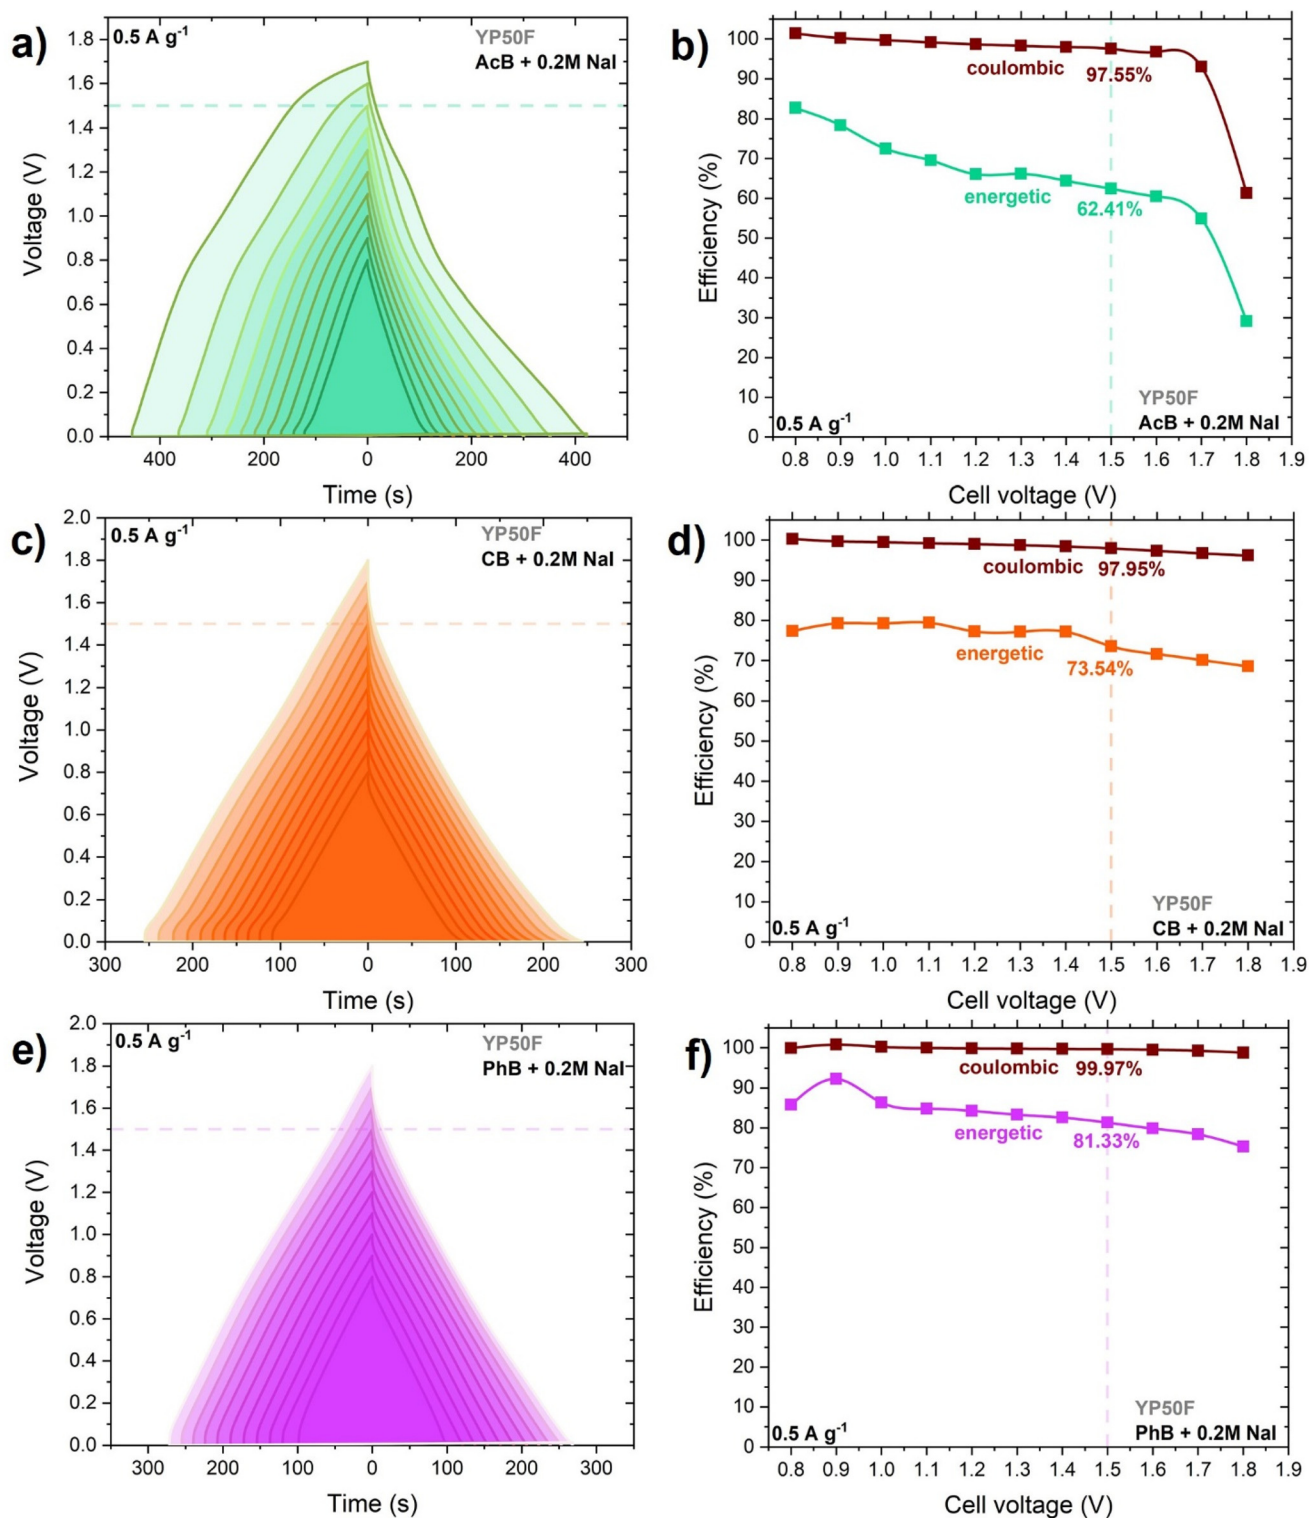 a)
0.5 A g⁻¹
YP50F
AcB + 0.2M NaI
1.8
1.6
1.4
1.2
1.0
0.8
0.6
0.4
0.2
0.0
Voltage (V)
400 200 0 200 400
Time (s)
b)
100
90
80
70
60
50
40
30
20
10
0
Efficiency (%)
coulombic 97.55%
energetic
62.41%
YP50F
0.5 A g⁻¹ AcB + 0.2M NaI
0.8 0.9 1.0 1.1 1.2 1.3 1.4 1.5 1.6 1.7 1.8 1.9
Cell voltage (V)
c)
0.5 A g⁻¹
YP50F
CB + 0.2M NaI
2.0
1.8
1.6
1.4
1.2
1.0
0.8
0.6
0.4
0.2
0.0
Voltage (V)
300 200 100 0 100 200 300
Time (s)
d)
100
90
80
70
60
50
40
30
20
10
0
Efficiency (%)
coulombic 97.95%
energetic
73.54%
YP50F
0.5 A g⁻¹ CB + 0.2M NaI
0.8 0.9 1.0 1.1 1.2 1.3 1.4 1.5 1.6 1.7 1.8 1.9
Cell voltage (V)
e)
0.5 A g⁻¹
YP50F
PhB + 0.2M NaI
2.0
1.8
1.6
1.4
1.2
1.0
0.8
0.6
0.4
0.2
0.0
Voltage (V)
300 200 100 0 100 200 300
Time (s)
f)
100
90
80
70
60
50
40
30
20
10
0
Efficiency (%)
coulombic 99.97%
energetic
81.33%
YP50F
0.5 A g⁻¹ PhB + 0.2M NaI
0.8 0.9 1.0 1.1 1.2 1.3 1.4 1.5 1.6 1.7 1.8 1.9
Cell voltage (V)